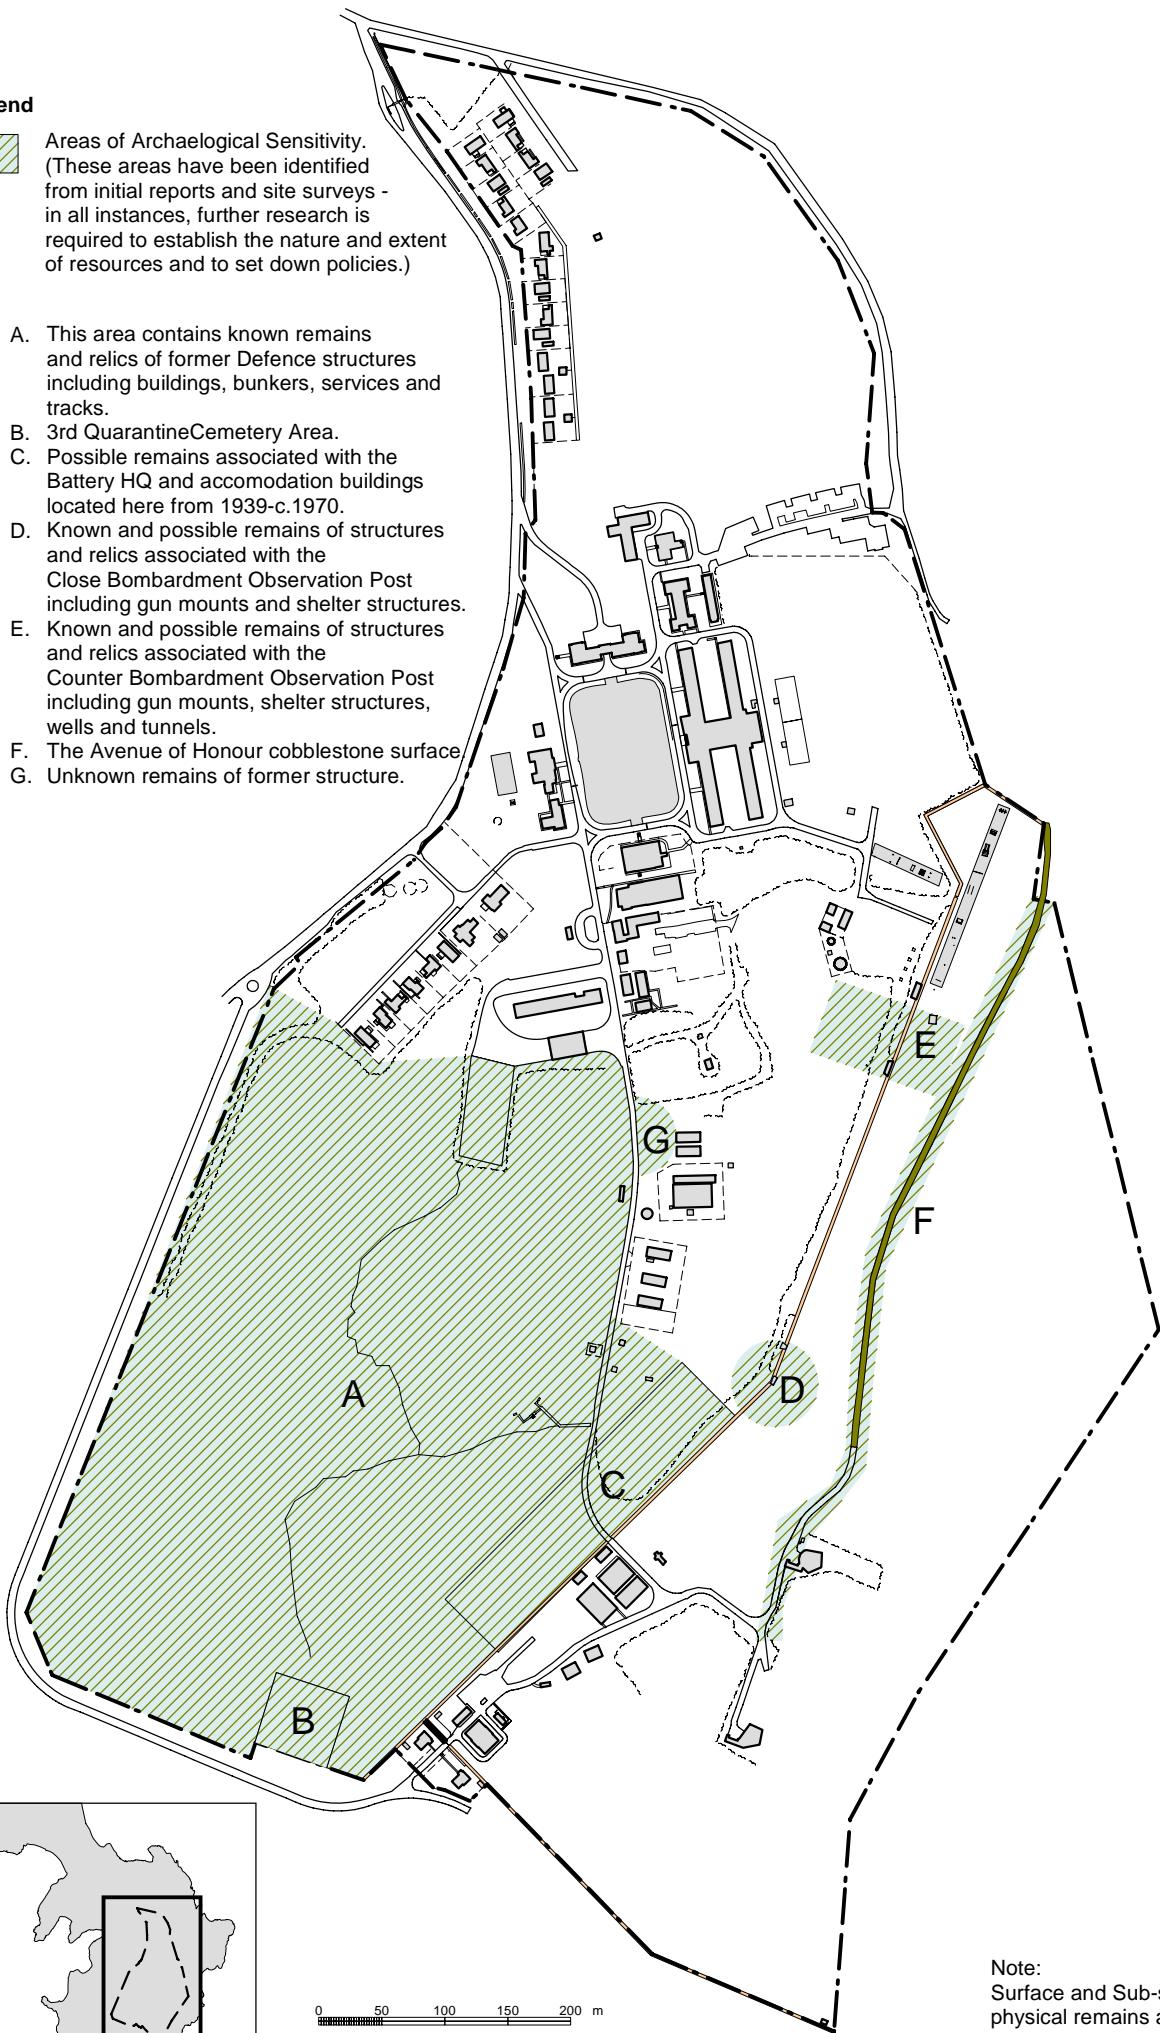 end
Areas of Archaelogical Sensitivity.
(These areas have been identified
from initial reports and site surveys -
in all instances, further research is
required to establish the nature and extent
of resources and to set down policies.)
A. This area contains known remains
and relics of former Defence structures
including buildings, bunkers, services and
tracks.
B. 3rd QuarantineCemetery Area.
C. Possible remains associated with the
Battery HQ and accomodation buildings
located here from 1939-c.1970.
D. Known and possible remains of structures
and relics associated with the
Close Bombardment Observation Post
including gun mounts and shelter structures.
E. Known and possible remains of structures
and relics associated with the
Counter Bombardment Observation Post
including gun mounts, shelter structures,
wells and tunnels.
F. The Avenue of Honour cobblestone surface.
G. Unknown remains of former structure.
E
G
F
A
D
C
B
0 50 100 150 200 m
Note:
Surface and Sub-s
physical remains a